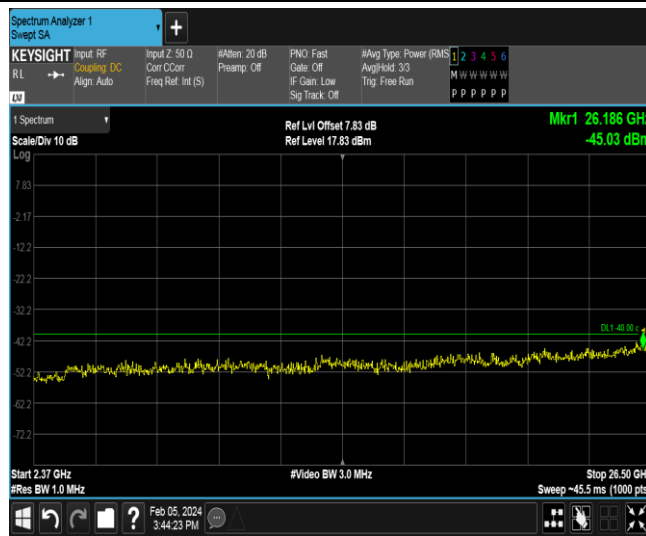 Spectrum Analyzer 1
Swept SA
+
KEYSIGHT
RL
Input: RF
Coupling: DC
Align: Auto
Input Z: 50 Ω
Corr CCorr
Freq Ref: Int (S)
#Atten: 20 dB
Preamp: Off
PNO: Fast
Gate: Off
IF Gain: Low
Sig Track: Off
#Avg Type: Power (RMS
Avg|Hold: 3/3
Trig: Free Run
1 2 3 4 5 6
M W W W W W
P P P P P P
1 Spectrum
Scale/Div 10 dB
Log
Ref Lvl Offset 7.83 dB
Ref Level 17.83 dBm
Mkr1 26.186 GHz
-45.03 dBm
7.83
-2.17
-12.2
-22.2
-32.2
-42.2
-52.2
-62.2
-72.2
DL1 -40.00 c
Start 2.37 GHz
#Res BW 1.0 MHz
#Video BW 3.0 MHz
Stop 26.50 GH
Sweep ~45.5 ms (1000 pts
?
Feb 05, 2024
3:44:23 PM